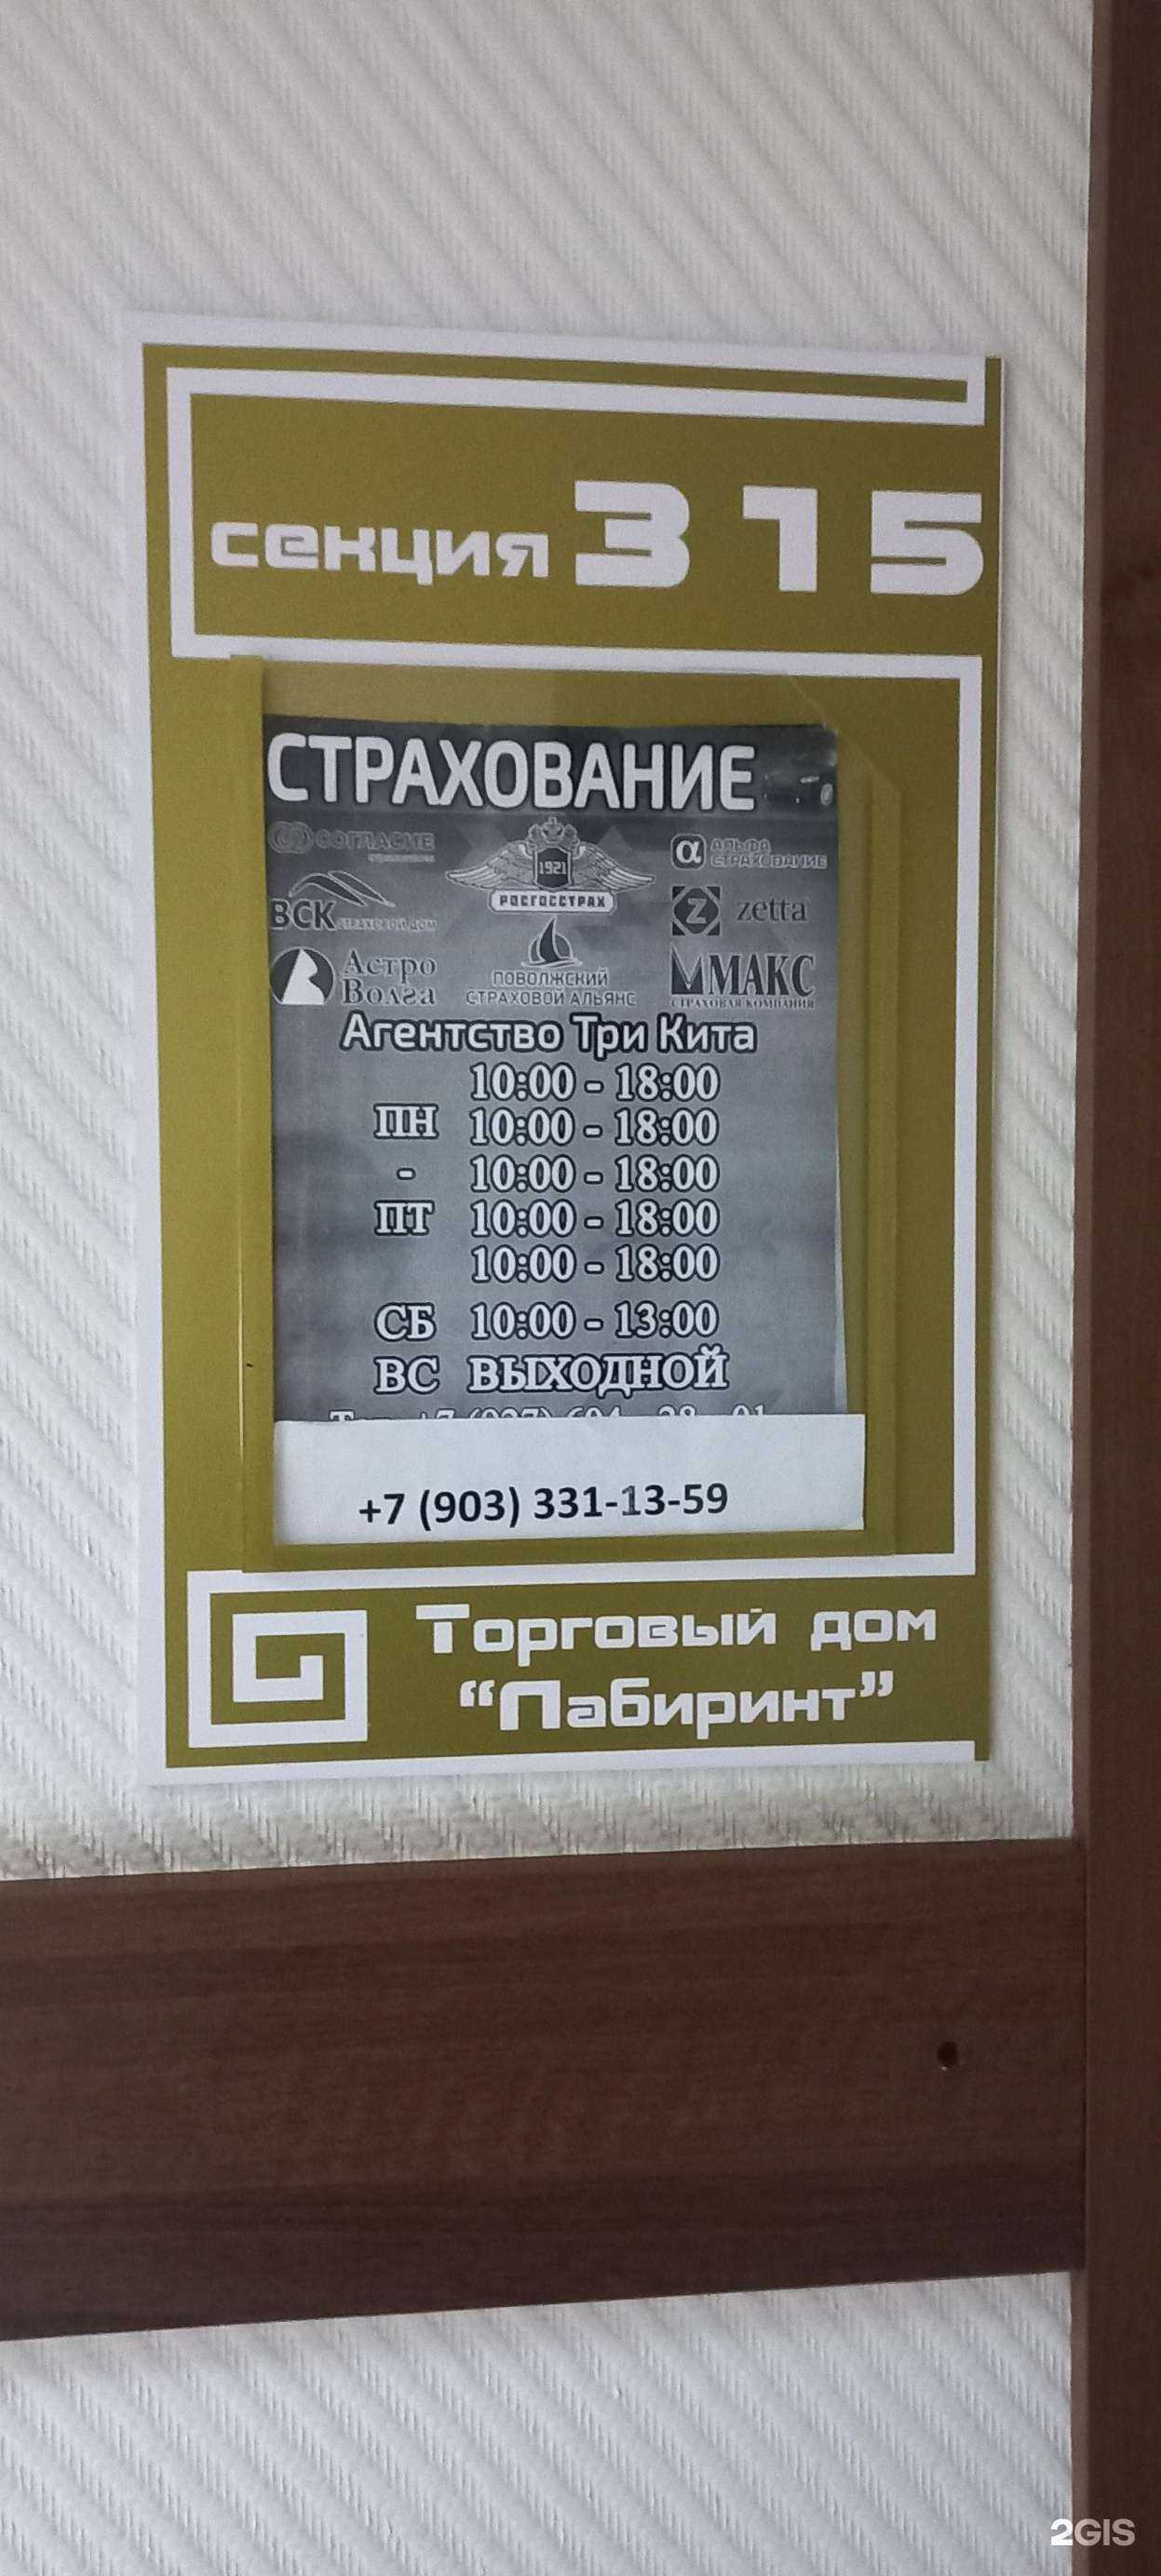 секция 315
СТРАХОВАНИЕ
СОГЛАСИЕ
1921
РОСГОССТРАХ
α АЛЬФА
СТРАХОВАНИЕ
ВСК СТРАХОВОЙ ДОМ
Z zetta
Астро
Волга
ПОВОЛЖСКИЙ
СТРАХОВОЙ АЛЬЯНС
МАКС
СТРАХОВАЯ КОМПАНИЯ
Агентство Три Кита
10:00 - 18:00
ПН 10:00 - 18:00
- 10:00 - 18:00
ПТ 10:00 - 18:00
10:00 - 18:00
СБ 10:00 - 13:00
ВС ВЫХОДНОЙ
+7 (903) 331-13-59
Торговый дом
"Лабиринт"
2GIS